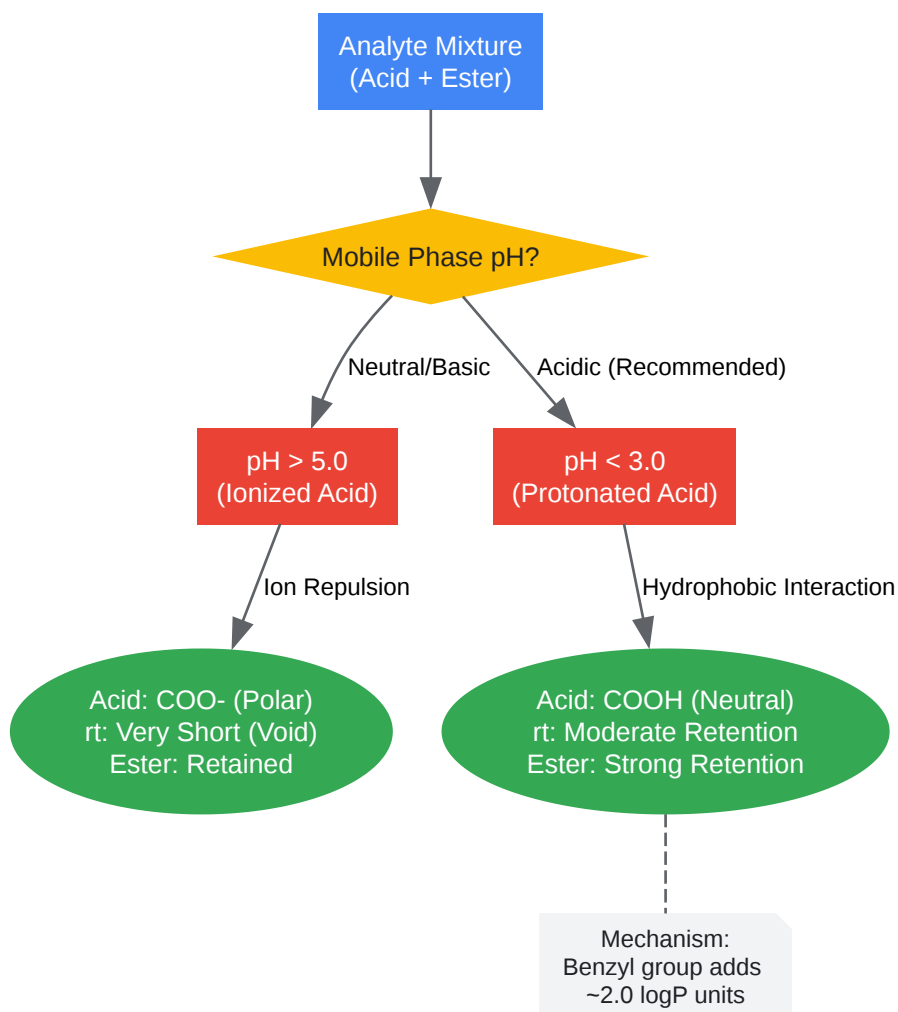 Analyte Mixture
(Acid + Ester)
Mobile Phase pH?
Neutral/Basic
Acidic (Recommended)
pH > 5.0
(Ionized Acid)
pH < 3.0
(Protonated Acid)
Ion Repulsion
Hydrophobic Interaction
Acid: COO- (Polar)
rt: Very Short (Void)
Ester: Retained
Acid: COOH (Neutral)
rt: Moderate Retention
Ester: Strong Retention
Mechanism:
Benzyl group adds
~2.0 logP units